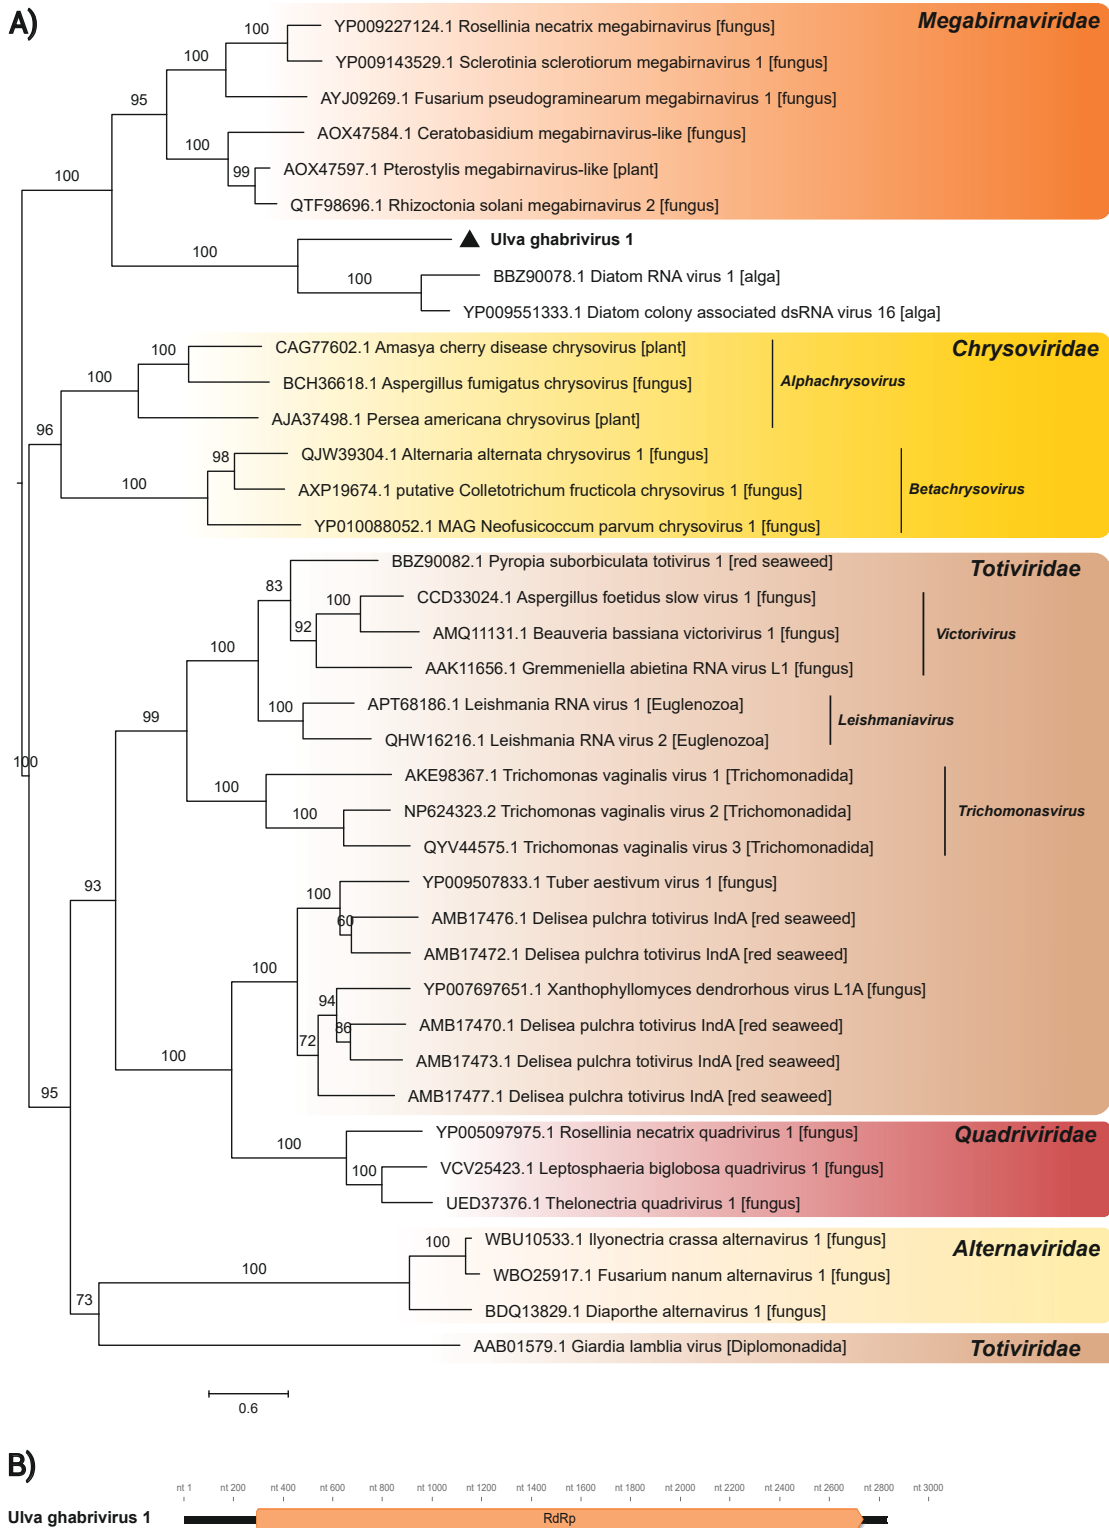 A)
Megabirnaviridae
100
YP009227124.1 Rosellinia necatrix megabirnavirus [fungus]
100
YP009143529.1 Sclerotinia sclerotiorum megabirnavirus 1 [fungus]
95
AYJ09269.1 Fusarium pseudograminearum megabirnavirus 1 [fungus]
AOX47584.1 Ceratobasidium megabirnavirus-like [fungus]
100
99
AOX47597.1 Pterostylis megabirnavirus-like [plant]
100
QTF98696.1 Rhizoctonia solani megabirnavirus 2 [fungus]
Ulva ghabrivirus 1
100
100
BBZ90078.1 Diatom RNA virus 1 [alga]
YP009551333.1 Diatom colony associated dsRNA virus 16 [alga]
Chrysoviridae
100
CAG77602.1 Amasya cherry disease chrysovirus [plant]
100
BCH36618.1 Aspergillus fumigatus chrysovirus [fungus]
Alphachrysovirus
AJA37498.1 Persea americana chrysovirus [plant]
96
98
QJW39304.1 Alternaria alternata chrysovirus 1 [fungus]
100
AXP19674.1 putative Colletotrichum fructicola chrysovirus 1 [fungus]
Betachrysovirus
YP010088052.1 MAG Neofusicoccum parvum chrysovirus 1 [fungus]
Totiviridae
BBZ90082.1 Pyropia suborbiculata totivirus 1 [red seaweed]
83
100
CCD33024.1 Aspergillus foetidus slow virus 1 [fungus]
92
AMQ11131.1 Beauveria bassiana victorivirus 1 [fungus]
Victorivirus
100
AAK11656.1 Gremmeniella abietina RNA virus L1 [fungus]
100
APT68186.1 Leishmania RNA virus 1 [Euglenozoa]
Leishmaniavirus
99
QHW16216.1 Leishmania RNA virus 2 [Euglenozoa]
100
100
AKE98367.1 Trichomonas vaginalis virus 1 [Trichomonadida]
100
NP624323.2 Trichomonas vaginalis virus 2 [Trichomonadida]
Trichomonasvirus
QYV44575.1 Trichomonas vaginalis virus 3 [Trichomonadida]
93
100
YP009507833.1 Tuber aestivum virus 1 [fungus]
60
AMB17476.1 Delisea pulchra totivirus IndA [red seaweed]
AMB17472.1 Delisea pulchra totivirus IndA [red seaweed]
100
YP007697651.1 Xanthophyllomyces dendrorhous virus L1A [fungus]
94
86
AMB17470.1 Delisea pulchra totivirus IndA [red seaweed]
72
AMB17473.1 Delisea pulchra totivirus IndA [red seaweed]
100
AMB17477.1 Delisea pulchra totivirus IndA [red seaweed]
95
Quadriviridae
YP005097975.1 Rosellinia necatrix quadrivirus 1 [fungus]
100
100
VCV25423.1 Leptosphaeria biglobosa quadrivirus 1 [fungus]
UED37376.1 Thelonectria quadrivirus 1 [fungus]
Alternaviridae
100
WBU10533.1 Ilyonectria crassa alternavirus 1 [fungus]
100
WBO25917.1 Fusarium nanum alternavirus 1 [fungus]
73
BDQ13829.1 Diaporthe alternavirus 1 [fungus]
AAB01579.1 Giardia lamblia virus [Diplomonadida]
Totiviridae
0.6
B)
nt 1 nt 200 nt 400 nt 600 nt 800 nt 1000 nt 1200 nt 1400 nt 1600 nt 1800 nt 2000 nt 2200 nt 2400 nt 2600 nt 2800 nt 3000
Ulva ghabrivirus 1
RdRp